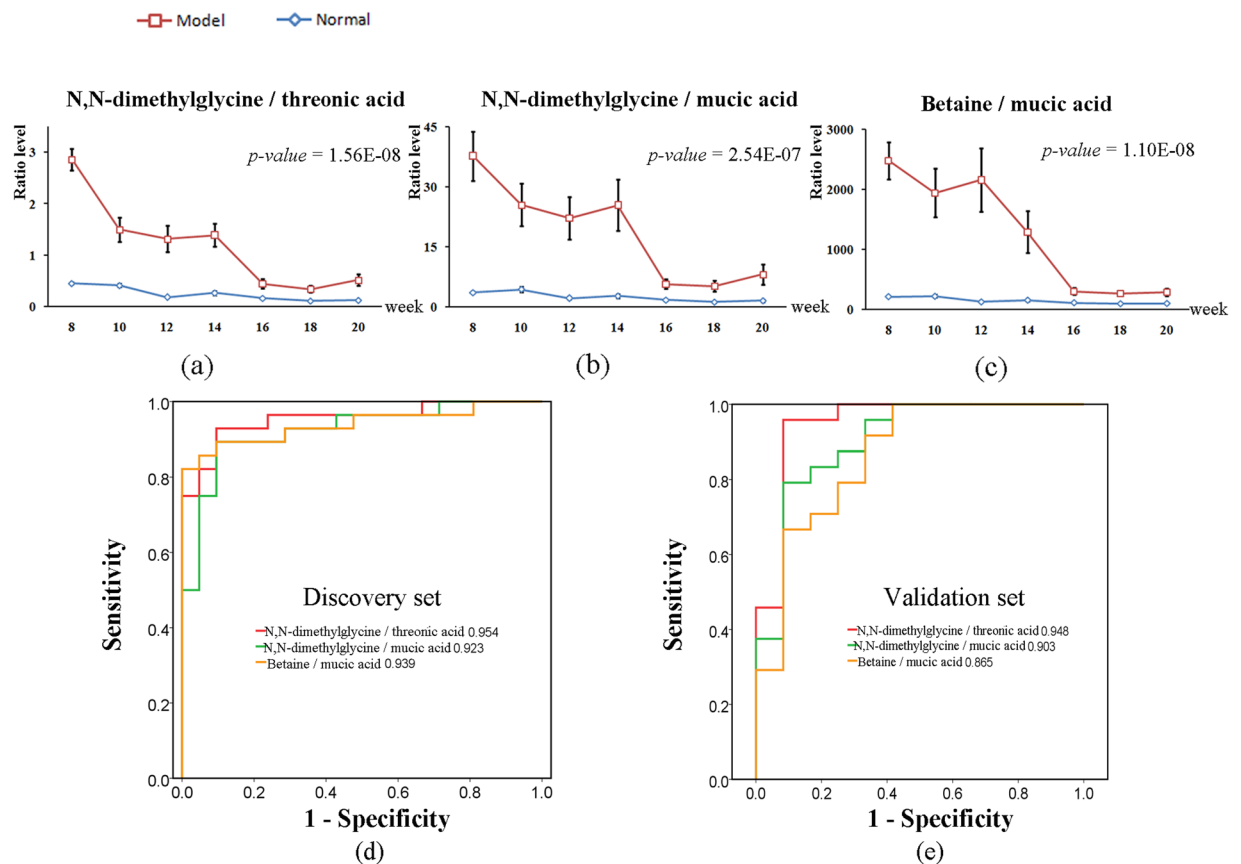 Model Normal
N,N-dimethylglycine / threonic acid
Ratio level
3
2
1
0
p-value = 1.56E-08
8 10 12 14 16 18 20
week
(a)
N,N-dimethylglycine / mucic acid
Ratio level
45
30
15
0
p-value = 2.54E-07
8 10 12 14 16 18 20
week
(b)
Betaine / mucic acid
Ratio level
3000
2000
1000
0
p-value = 1.10E-08
8 10 12 14 16 18 20
week
(c)
Sensitivity
1.0
0.8
0.6
0.4
0.2
0.0
Discovery set
N,N-dimethylglycine / threonic acid 0.954
N,N-dimethylglycine / mucic acid 0.923
Betaine / mucic acid 0.939
0.0 0.2 0.4 0.6 0.8 1.0
1 - Specificity
(d)
Sensitivity
1.0
0.8
0.6
0.4
0.2
0.0
Validation set
N,N-dimethylglycine / threonic acid 0.948
N,N-dimethylglycine / mucic acid 0.903
Betaine / mucic acid 0.865
0.0 0.2 0.4 0.6 0.8 1.0
1 - Specificity
(e)